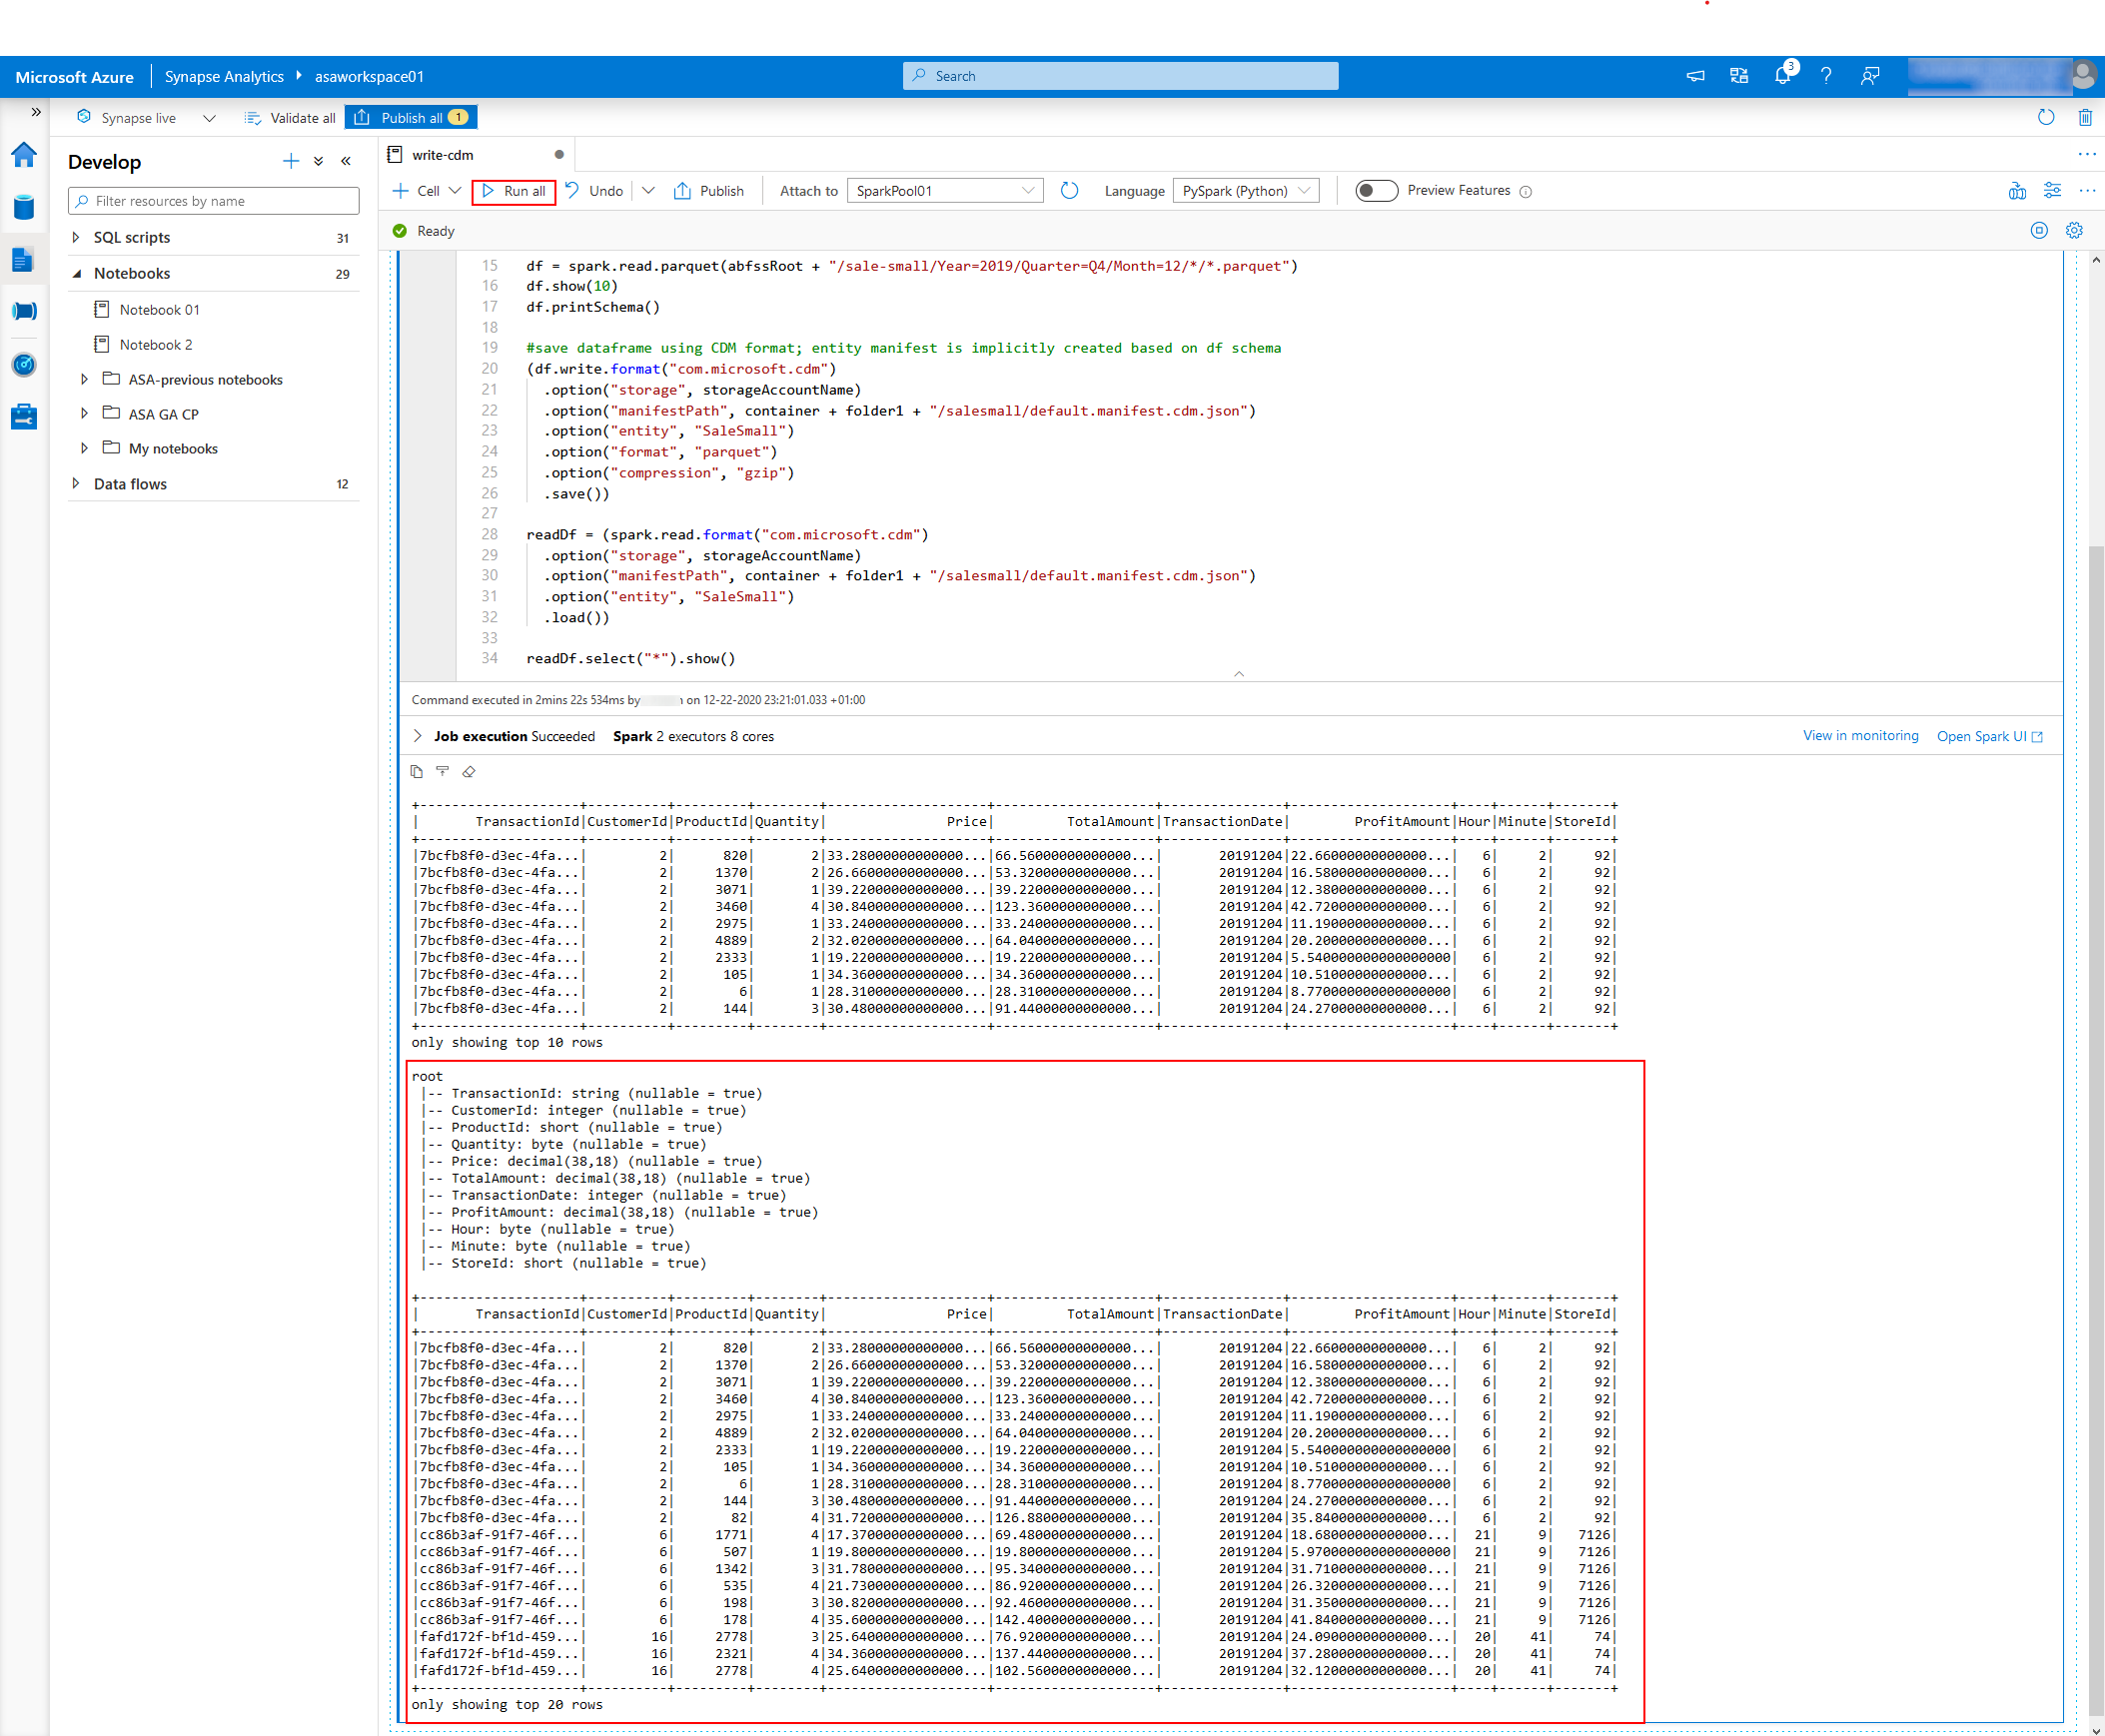 Microsoft Azure Synapse Analytics asaworkspace01 Search 3
Synapse live Validate all Publish all 1
Develop
Filter resources by name
SQL scripts 31
Notebooks 29
Notebook 01
Notebook 2
ASA-previous notebooks
ASA GA CP
My notebooks
Data flows 12
write-cdm
Cell Run all Undo Publish Attach to SparkPool01 Language PySpark (Python) Preview Features
Ready
15 df = spark.read.parquet(abfssRoot + "/sale-small/Year=2019/Quarter=Q4/Month=12/*/*.parquet")
16 df.show(10)
17 df.printSchema()
18
19 #save dataframe using CDM format; entity manifest is implicitly created based on df schema
20 (df.write.format("com.microsoft.cdm")
21 .option("storage", storageAccountName)
22 .option("manifestPath", container + folder1 + "/salesmall/default.manifest.cdm.json")
23 .option("entity", "SaleSmall")
24 .option("format", "parquet")
25 .option("compression", "gzip")
26 .save())
27
28 readDf = (spark.read.format("com.microsoft.cdm")
29 .option("storage", storageAccountName)
30 .option("manifestPath", container + folder1 + "/salesmall/default.manifest.cdm.json")
31 .option("entity", "SaleSmall")
32 .load())
33
34 readDf.select("*").show()
Command executed in 2mins 22s 534ms by on 12-22-2020 23:21:01.033 +01:00
Job execution Succeeded Spark 2 executors 8 cores View in monitoring Open Spark UI
+--------------------+----------+---------+--------+--------------------+--------------------+---------------+--------------------+----+------+-------+
|       TransactionId|CustomerId|ProductId|Quantity|               Price|         TotalAmount|TransactionDate|        ProfitAmount|Hour|Minute|StoreId|
+--------------------+----------+---------+--------+--------------------+--------------------+---------------+--------------------+----+------+-------+
|7bcfb8f0-d3ec-4fa...|         2|      820|       2|33.28000000000000...|66.56000000000000...|       20191204|22.66000000000000...|   6|     2|     92|
|7bcfb8f0-d3ec-4fa...|         2|     1370|       2|26.66000000000000...|53.32000000000000...|       20191204|16.58000000000000...|   6|     2|     92|
|7bcfb8f0-d3ec-4fa...|         2|     3071|       1|39.22000000000000...|39.22000000000000...|       20191204|12.38000000000000...|   6|     2|     92|
|7bcfb8f0-d3ec-4fa...|         2|     3460|       4|30.84000000000000...|123.3600000000000...|       20191204|42.72000000000000...|   6|     2|     92|
|7bcfb8f0-d3ec-4fa...|         2|     2975|       1|33.24000000000000...|33.24000000000000...|       20191204|11.19000000000000...|   6|     2|     92|
|7bcfb8f0-d3ec-4fa...|         2|     4889|       2|32.02000000000000...|64.04000000000000...|       20191204|20.20000000000000...|   6|     2|     92|
|7bcfb8f0-d3ec-4fa...|         2|     2333|       1|19.22000000000000...|19.22000000000000...|       20191204|5.540000000000000000|   6|     2|     92|
|7bcfb8f0-d3ec-4fa...|         2|      105|       1|34.36000000000000...|34.36000000000000...|       20191204|10.51000000000000...|   6|     2|     92|
|7bcfb8f0-d3ec-4fa...|         2|        6|       1|28.31000000000000...|28.31000000000000...|       20191204|8.770000000000000000|   6|     2|     92|
|7bcfb8f0-d3ec-4fa...|         2|      144|       3|30.48000000000000...|91.44000000000000...|       20191204|24.27000000000000...|   6|     2|     92|
+--------------------+----------+---------+--------+--------------------+--------------------+---------------+--------------------+----+------+-------+
only showing top 10 rows
root
|-- TransactionId: string (nullable = true)
|-- CustomerId: integer (nullable = true)
|-- ProductId: short (nullable = true)
|-- Quantity: byte (nullable = true)
|-- Price: decimal(38,18) (nullable = true)
|-- TotalAmount: decimal(38,18) (nullable = true)
|-- TransactionDate: integer (nullable = true)
|-- ProfitAmount: decimal(38,18) (nullable = true)
|-- Hour: byte (nullable = true)
|-- Minute: byte (nullable = true)
|-- StoreId: short (nullable = true)
+--------------------+----------+---------+--------+--------------------+--------------------+---------------+--------------------+----+------+-------+
|       TransactionId|CustomerId|ProductId|Quantity|               Price|         TotalAmount|TransactionDate|        ProfitAmount|Hour|Minute|StoreId|
+--------------------+----------+---------+--------+--------------------+--------------------+---------------+--------------------+----+------+-------+
|7bcfb8f0-d3ec-4fa...|         2|      820|       2|33.28000000000000...|66.56000000000000...|       20191204|22.66000000000000...|   6|     2|     92|
|7bcfb8f0-d3ec-4fa...|         2|     1370|       2|26.66000000000000...|53.32000000000000...|       20191204|16.58000000000000...|   6|     2|     92|
|7bcfb8f0-d3ec-4fa...|         2|     3071|       1|39.22000000000000...|39.22000000000000...|       20191204|12.38000000000000...|   6|     2|     92|
|7bcfb8f0-d3ec-4fa...|         2|     3460|       4|30.84000000000000...|123.3600000000000...|       20191204|42.72000000000000...|   6|     2|     92|
|7bcfb8f0-d3ec-4fa...|         2|     2975|       1|33.24000000000000...|33.24000000000000...|       20191204|11.19000000000000...|   6|     2|     92|
|7bcfb8f0-d3ec-4fa...|         2|     4889|       2|32.02000000000000...|64.04000000000000...|       20191204|20.20000000000000...|   6|     2|     92|
|7bcfb8f0-d3ec-4fa...|         2|     2333|       1|19.22000000000000...|19.22000000000000...|       20191204|5.540000000000000000|   6|     2|     92|
|7bcfb8f0-d3ec-4fa...|         2|      105|       1|34.36000000000000...|34.36000000000000...|       20191204|10.51000000000000...|   6|     2|     92|
|7bcfb8f0-d3ec-4fa...|         2|        6|       1|28.31000000000000...|28.31000000000000...|       20191204|8.770000000000000000|   6|     2|     92|
|7bcfb8f0-d3ec-4fa...|         2|      144|       3|30.48000000000000...|91.44000000000000...|       20191204|24.27000000000000...|   6|     2|     92|
|7bcfb8f0-d3ec-4fa...|         2|       82|       4|31.72000000000000...|126.8800000000000...|       20191204|35.84000000000000...|   6|     2|     92|
|cc86b3af-91f7-46f...|         6|     1771|       4|17.37000000000000...|69.48000000000000...|       20191204|18.68000000000000...|  21|     9|   7126|
|cc86b3af-91f7-46f...|         6|      507|       1|19.80000000000000...|19.80000000000000...|       20191204|5.970000000000000000|  21|     9|   7126|
|cc86b3af-91f7-46f...|         6|     1342|       3|31.78000000000000...|95.34000000000000...|       20191204|31.71000000000000...|  21|     9|   7126|
|cc86b3af-91f7-46f...|         6|      535|       4|21.73000000000000...|86.92000000000000...|       20191204|26.32000000000000...|  21|     9|   7126|
|cc86b3af-91f7-46f...|         6|      198|       3|30.82000000000000...|92.46000000000000...|       20191204|31.35000000000000...|  21|     9|   7126|
|cc86b3af-91f7-46f...|         6|      178|       4|35.60000000000000...|142.4000000000000...|       20191204|41.84000000000000...|  21|     9|   7126|
|fafd172f-bf1d-459...|        16|     2778|       3|25.64000000000000...|76.92000000000000...|       20191204|24.09000000000000...|  20|    41|     74|
|fafd172f-bf1d-459...|        16|     2321|       4|34.36000000000000...|137.4400000000000...|       20191204|37.28000000000000...|  20|    41|     74|
|fafd172f-bf1d-459...|        16|     2778|       4|25.64000000000000...|102.5600000000000...|       20191204|32.12000000000000...|  20|    41|     74|
+--------------------+----------+---------+--------+--------------------+--------------------+---------------+--------------------+----+------+-------+
only showing top 20 rows